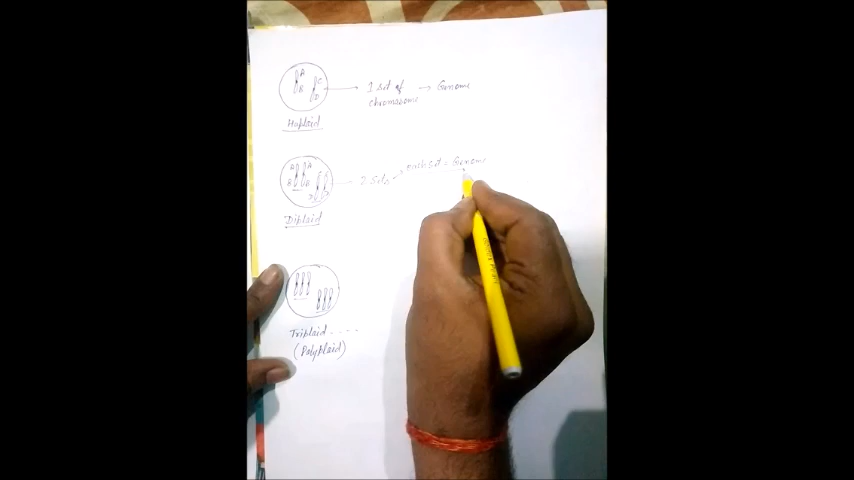 A
B
C
D
1 set of → Genome
chromosome
Haploid
A A
B B
2 sets → each set = Genome
Diploid
Triploid ----
(Polyploid)